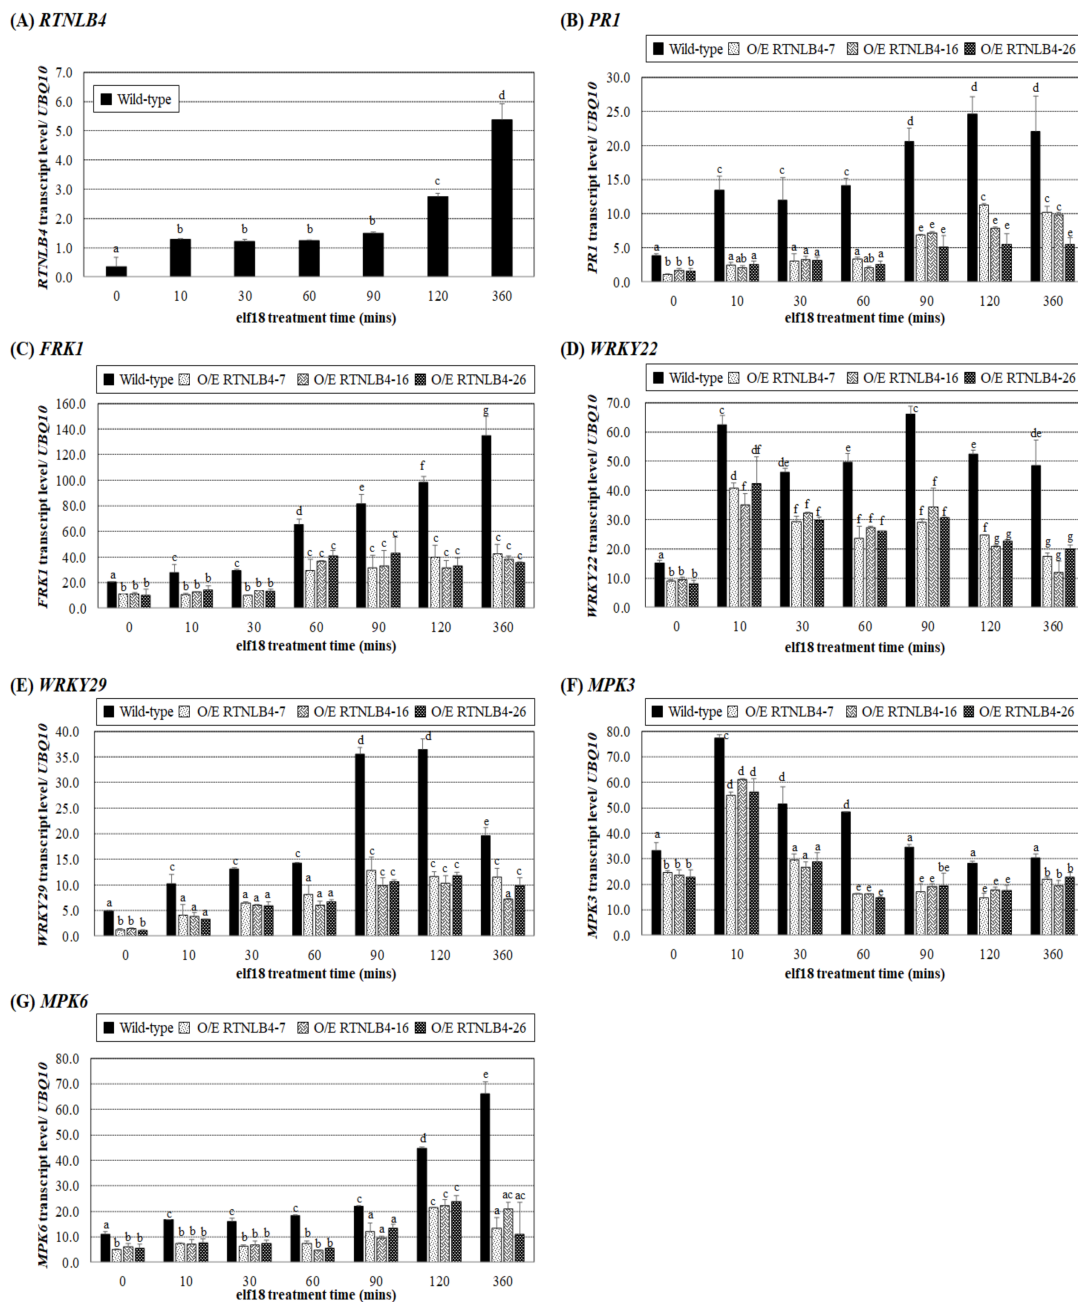 (A) RTNLB4
RTNLB4 transcript level/ UBQ10
7.0
6.0
5.0
4.0
3.0
2.0
1.0
0.0
Wild-type
a b b b b c d
0 10 30 60 90 120 360
elf18 treatment time (mins)
(B) PR1
Wild-type O/E RTNLB4-7 O/E RTNLB4-16 O/E RTNLB4-26
PR1 transcript level/ UBQ10
30.0
25.0
20.0
15.0
10.0
5.0
0.0
a b b b c a ab a c a a a c a ab a d e e e d c c e d c c e
0 10 30 60 90 120 360
elf18 treatment time (mins)
(C) FRK1
Wild-type O/E RTNLB4-7 O/E RTNLB4-16 O/E RTNLB4-26
FRK1 transcript level/ UBQ10
160.0
140.0
120.0
100.0
80.0
60.0
40.0
20.0
0.0
a b b b c b b b c b b b d c c c e c c c f c c c g c c c
0 10 30 60 90 120 360
elf18 treatment time (mins)
(D) WRKY22
Wild-type O/E RTNLB4-7 O/E RTNLB4-16 O/E RTNLB4-26
WRKY22 transcript level/ UBQ10
70.0
60.0
50.0
40.0
30.0
20.0
10.0
0.0
a b b b c d f df de f f f e f f f c f f f e f g g de g g g
0 10 30 60 90 120 360
elf18 treatment time (mins)
(E) WRKY29
Wild-type O/E RTNLB4-7 O/E RTNLB4-16 O/E RTNLB4-26
WRKY29 transcript level/ UBQ10
40.0
35.0
30.0
25.0
20.0
15.0
10.0
5.0
0.0
a b b b c a a a c a a a c a a a d c c c d c c c e c c c
0 10 30 60 90 120 360
elf18 treatment time (mins)
(F) MPK3
Wild-type O/E RTNLB4-7 O/E RTNLB4-16 O/E RTNLB4-26
MPK3 transcript level/ UBQ10
80.0
70.0
60.0
50.0
40.0
30.0
20.0
10.0
0.0
a b b b c d d d d a a a d e e e a e e be a e e e a b b b
0 10 30 60 90 120 360
elf18 treatment time (mins)
(G) MPK6
Wild-type O/E RTNLB4-7 O/E RTNLB4-16 O/E RTNLB4-26
MPK6 transcript level/ UBQ10
80.0
70.0
60.0
50.0
40.0
30.0
20.0
10.0
0.0
a b b b c b b b c b b b c b b b c a a a d c c c e a ac ac
0 10 30 60 90 120 360
elf18 treatment time (mins)